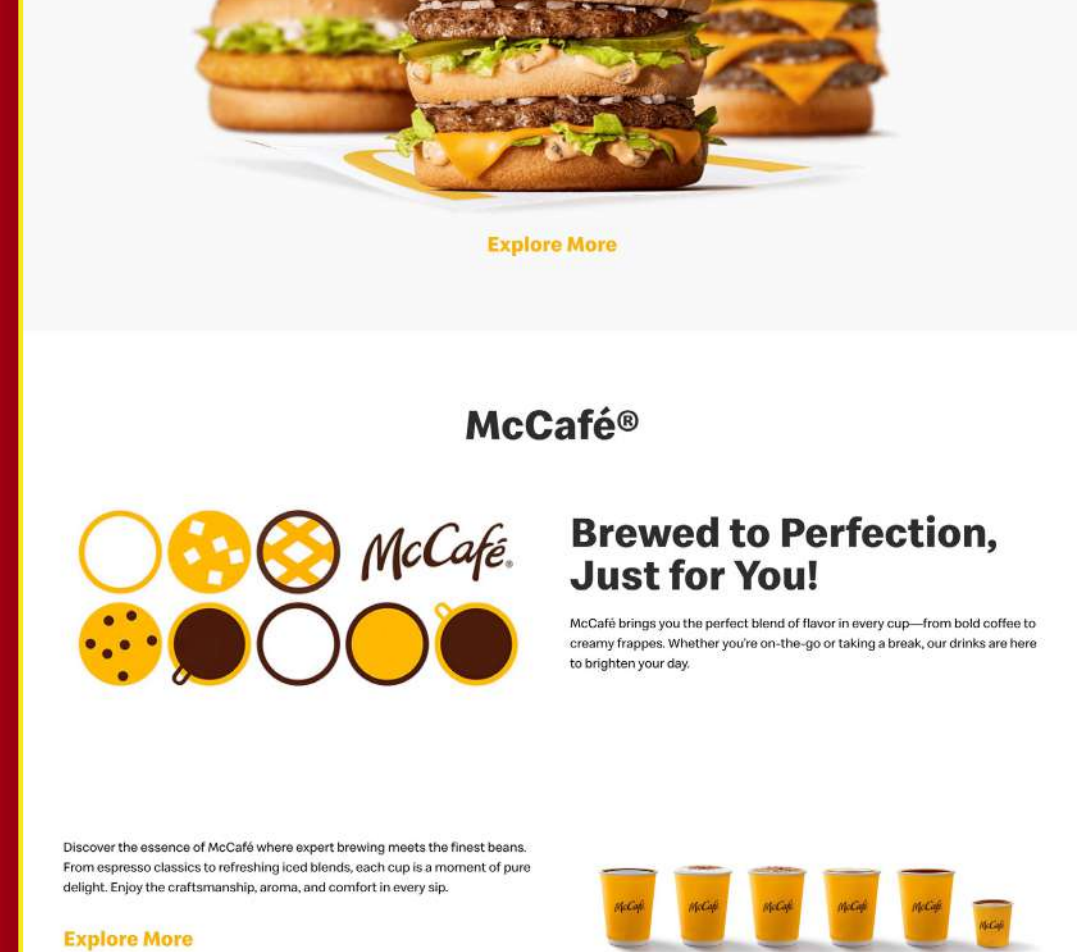 Explore More
McCafé®
McCafé®
Brewed to Perfection,
Just for You!
McCafé brings you the perfect blend of flavor in every cup—from bold coffee to
creamy frappes. Whether you're on-the-go or taking a break, our drinks are here
to brighten your day.
Discover the essence of McCafé where expert brewing meets the finest beans.
From espresso classics to refreshing iced blends, each cup is a moment of pure
delight. Enjoy the craftsmanship, aroma, and comfort in every sip.
Explore More
McCafé McCafé McCafé McCafé McCafé McCafé